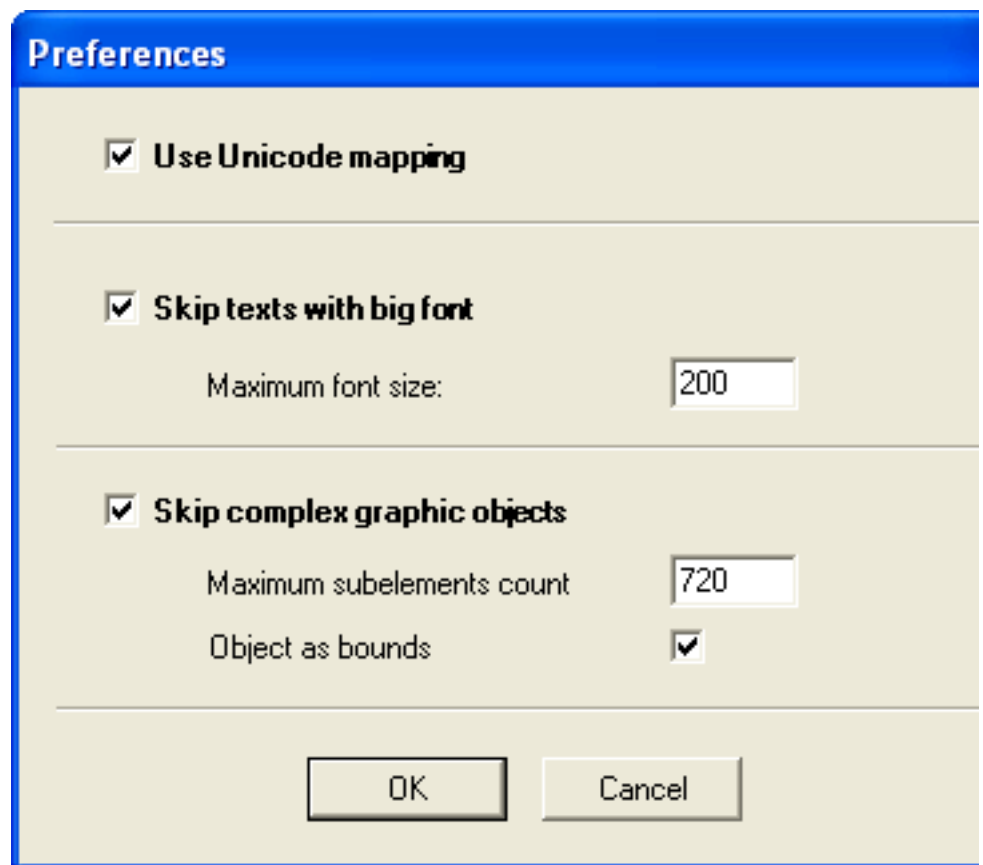 Preferences
Use Unicode mapping
Skip texts with big font
Maximum font size: 200
Skip complex graphic objects
Maximum subelements count 720
Object as bounds
OK Cancel